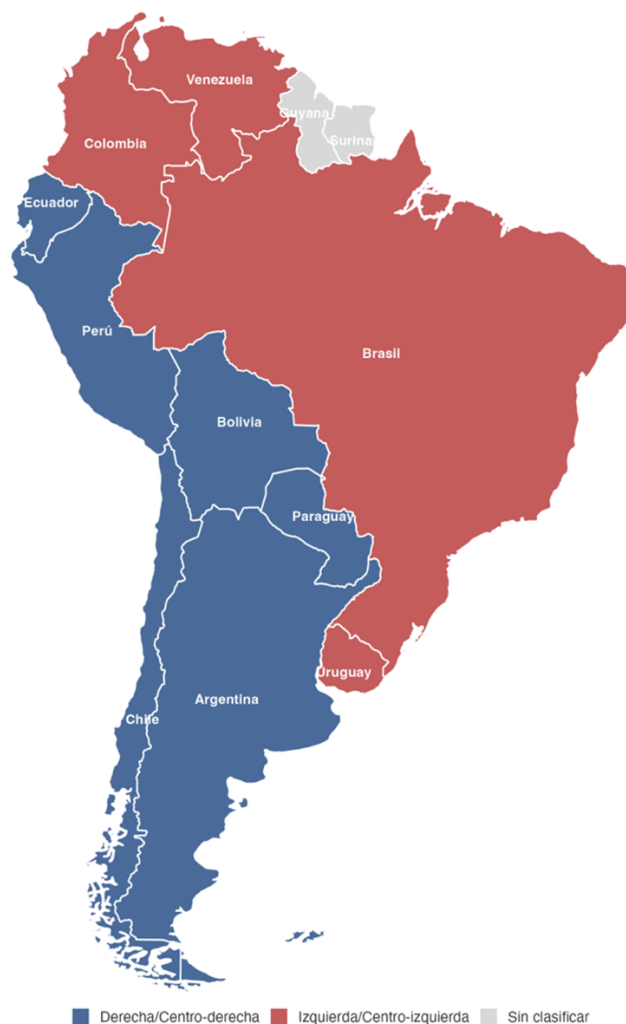 Venezuela
Guyana
Surina
Colombia
Ecuador
Perú
Brasil
Bolivia
Paraguay
Uruguay
Argentina
Chile
Derecha/Centro-derecha Izquierda/Centro-izquierda Sin clasificar